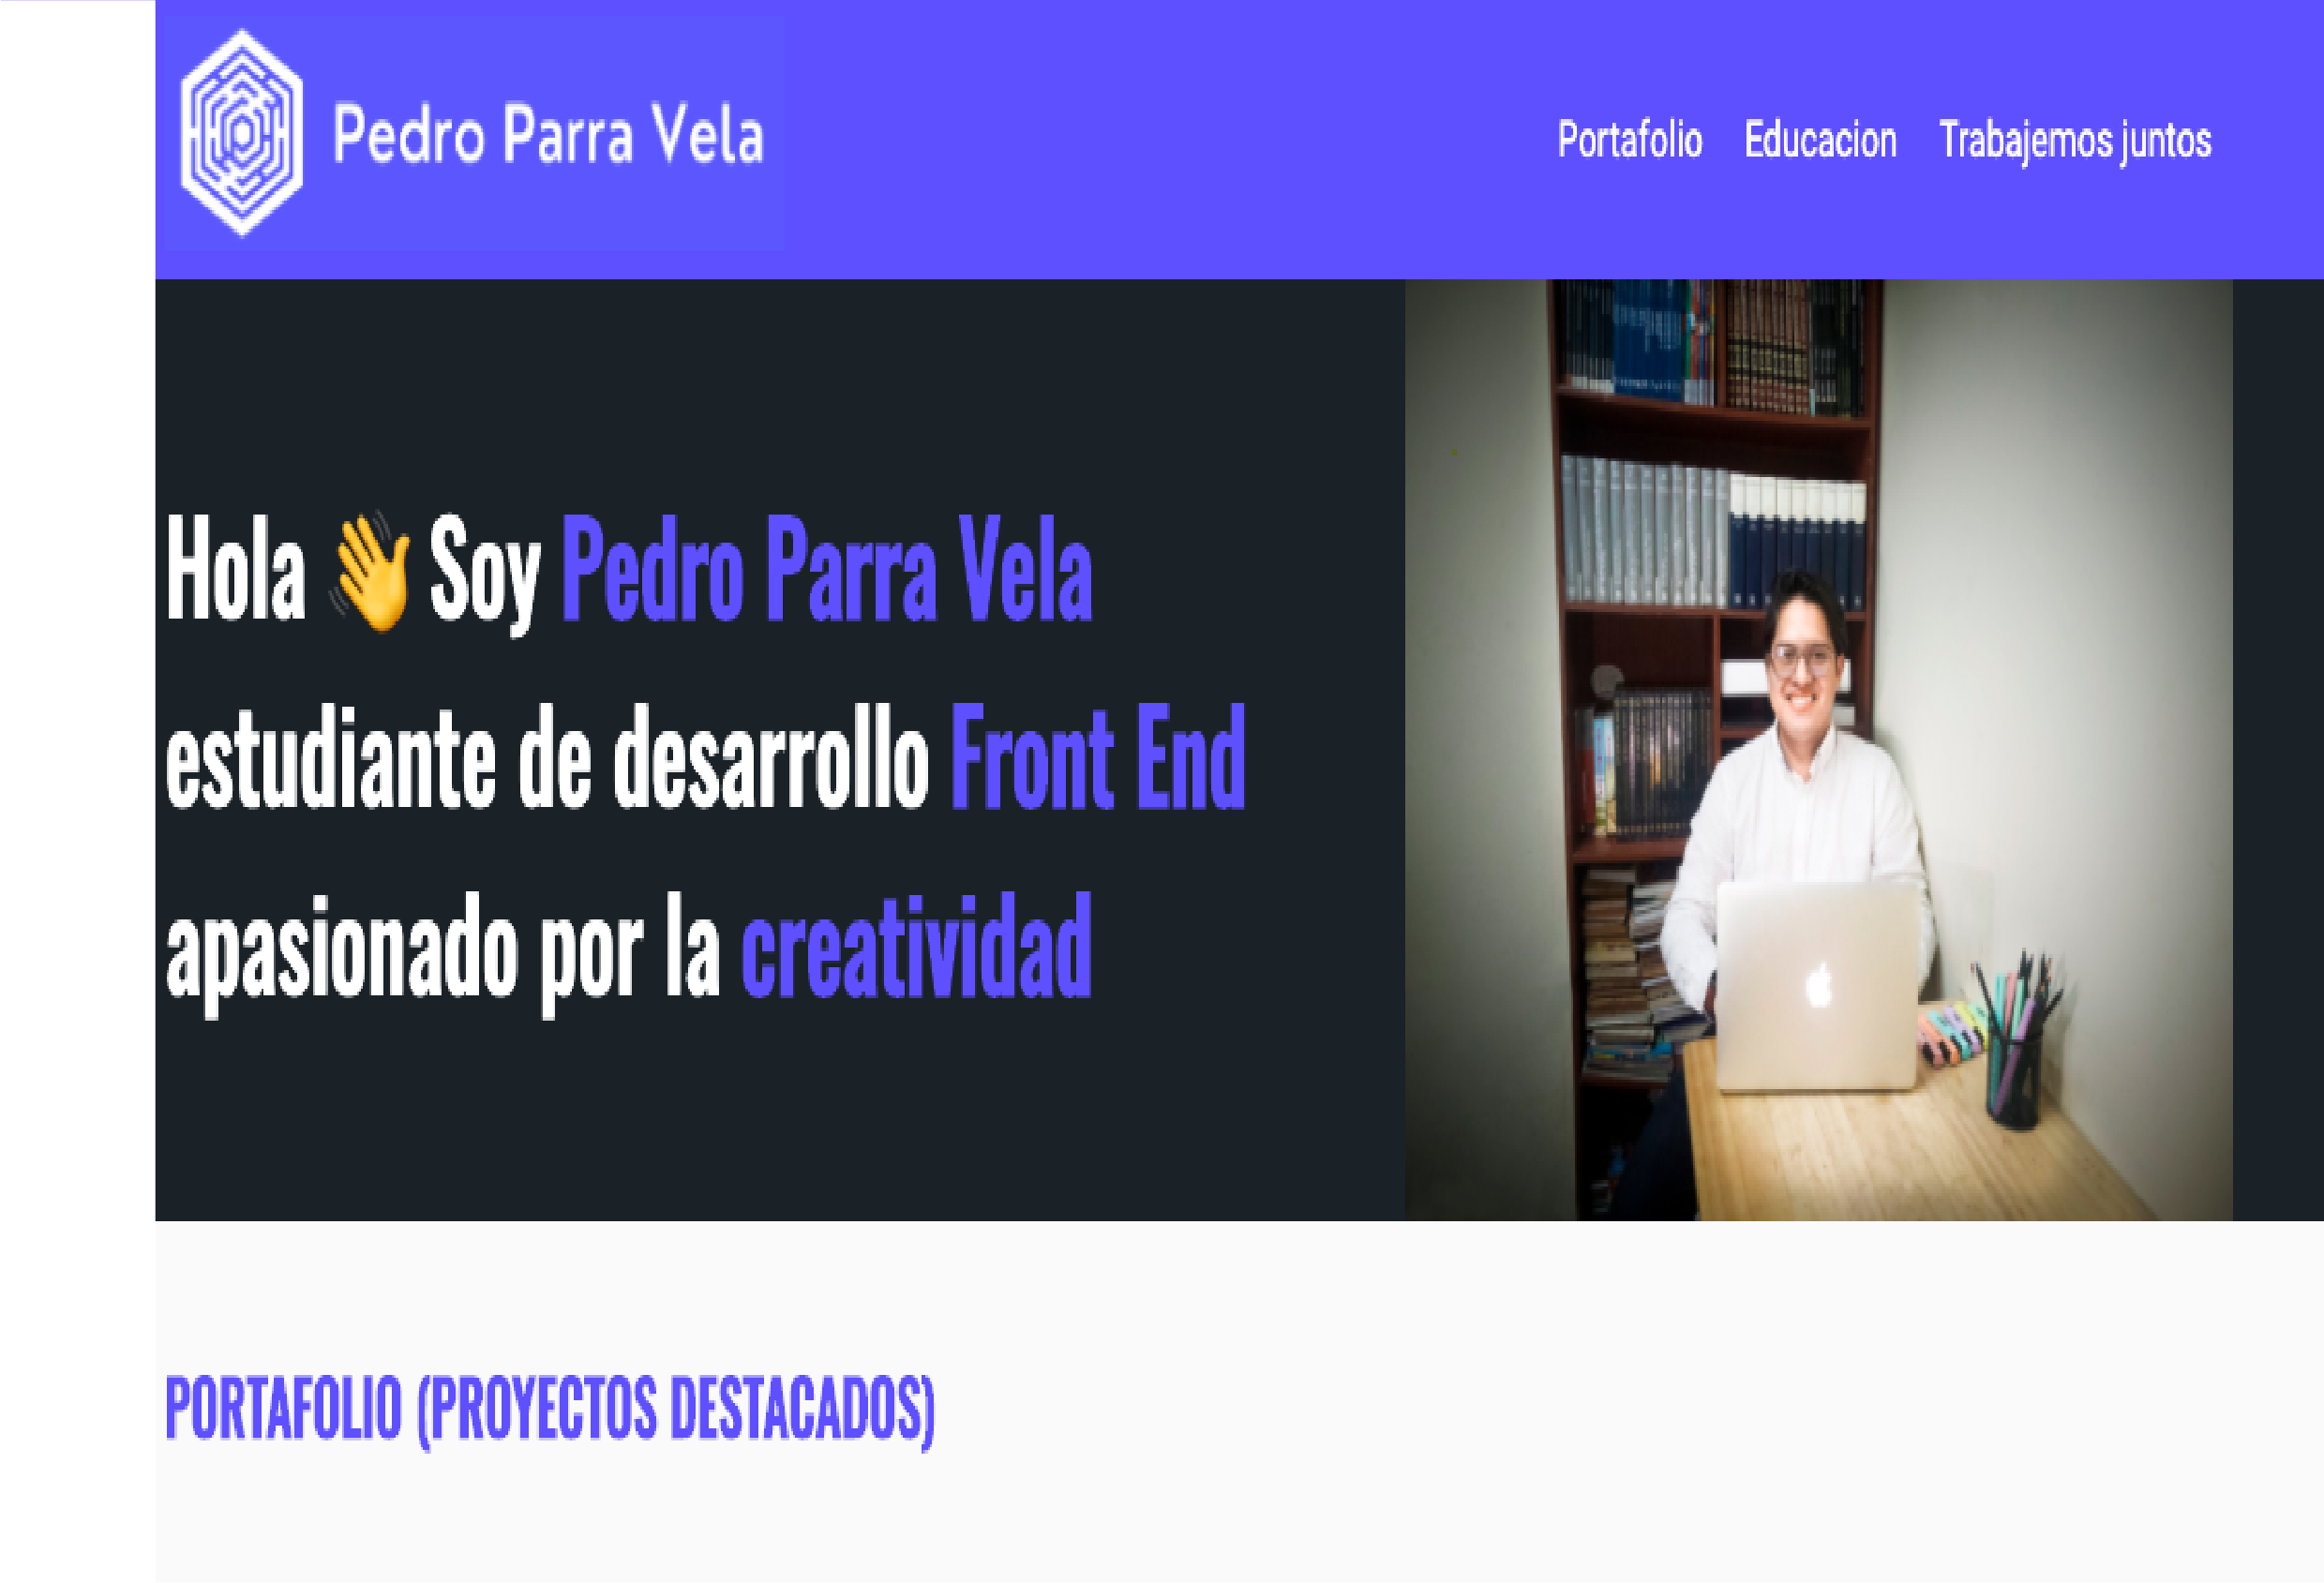 Pedro Parra Vela
Portafolio Educacion Trabajemos juntos
Hola 👋 Soy Pedro Parra Vela
estudiante de desarrollo Front End
apasionado por la creatividad
PORTAFOLIO (PROYECTOS DESTACADOS)